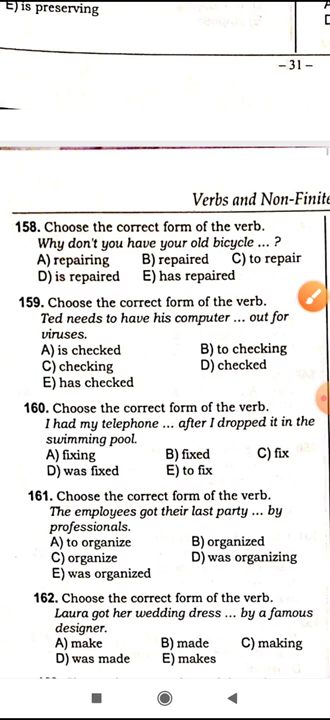 E) is preserving
– 31 –
Verbs and Non-Finite
158. Choose the correct form of the verb.
Why don't you have your old bicycle ... ?
A) repairing B) repaired C) to repair
D) is repaired E) has repaired
159. Choose the correct form of the verb.
Ted needs to have his computer ... out for
viruses.
A) is checked B) to checking
C) checking D) checked
E) has checked
160. Choose the correct form of the verb.
I had my telephone ... after I dropped it in the
swimming pool.
A) fixing B) fixed C) fix
D) was fixed E) to fix
161. Choose the correct form of the verb.
The employees got their last party ... by
professionals.
A) to organize B) organized
C) organize D) was organizing
E) was organized
162. Choose the correct form of the verb.
Laura got her wedding dress ... by a famous
designer.
A) make B) made C) making
D) was made E) makes